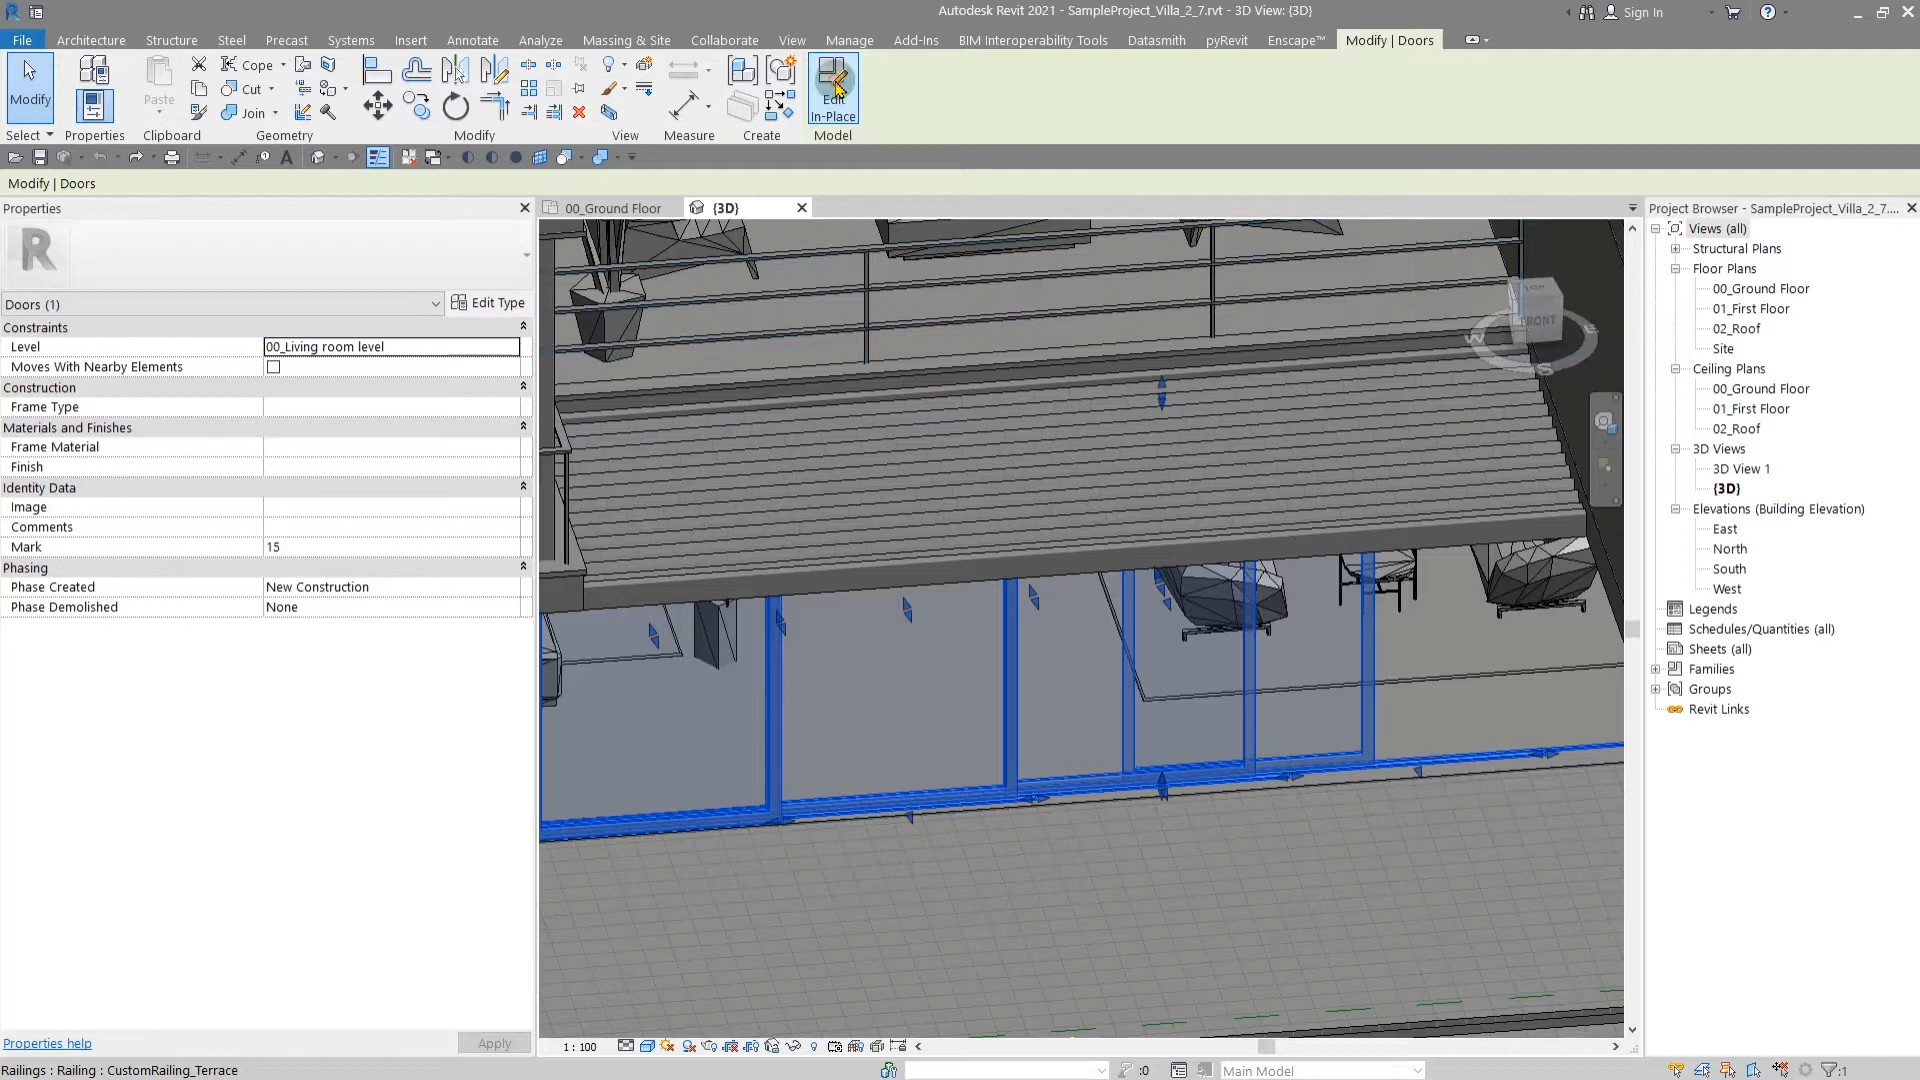 Autodesk Revit 2021 - SampleProject_Villa_2_7.rvt - 3D View: {3D}
Sign In
File Architecture Structure Steel Precast Systems Insert Annotate Analyze Massing & Site Collaborate View Manage Add-Ins BIM Interoperability Tools Datasmith pyRevit Enscape™ Modify | Doors
Modify
Paste
Cope
Cut
Join
Edit
In-Place
Select Properties Clipboard Geometry Modify View Measure Create Model
Modify | Doors
Properties
00_Ground Floor
{3D}
Project Browser - SampleProject_Villa_2_7....
R
Doors (1)
Edit Type
Constraints
Level 00_Living room level
Moves With Nearby Elements
Construction
Frame Type
Materials and Finishes
Frame Material
Finish
Identity Data
Image
Comments
Mark 15
Phasing
Phase Created New Construction
Phase Demolished None
Properties help
Apply
FRONT
W
E
S
Views (all)
Structural Plans
Floor Plans
00_Ground Floor
01_First Floor
02_Roof
Site
Ceiling Plans
00_Ground Floor
01_First Floor
02_Roof
3D Views
3D View 1
{3D}
Elevations (Building Elevation)
East
North
South
West
Legends
Schedules/Quantities (all)
Sheets (all)
Families
Groups
Revit Links
1 : 100
Railings : Railing : CustomRailing_Terrace
:0
Main Model
:1